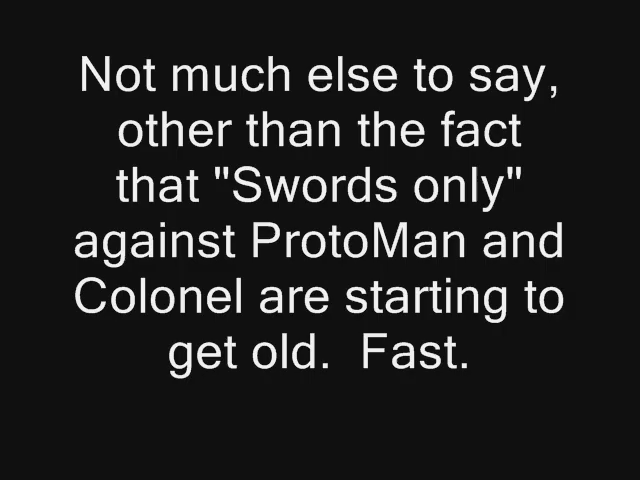 Not much else to say,
other than the fact
that "Swords only"
against ProtoMan and
Colonel are starting to
get old.  Fast.